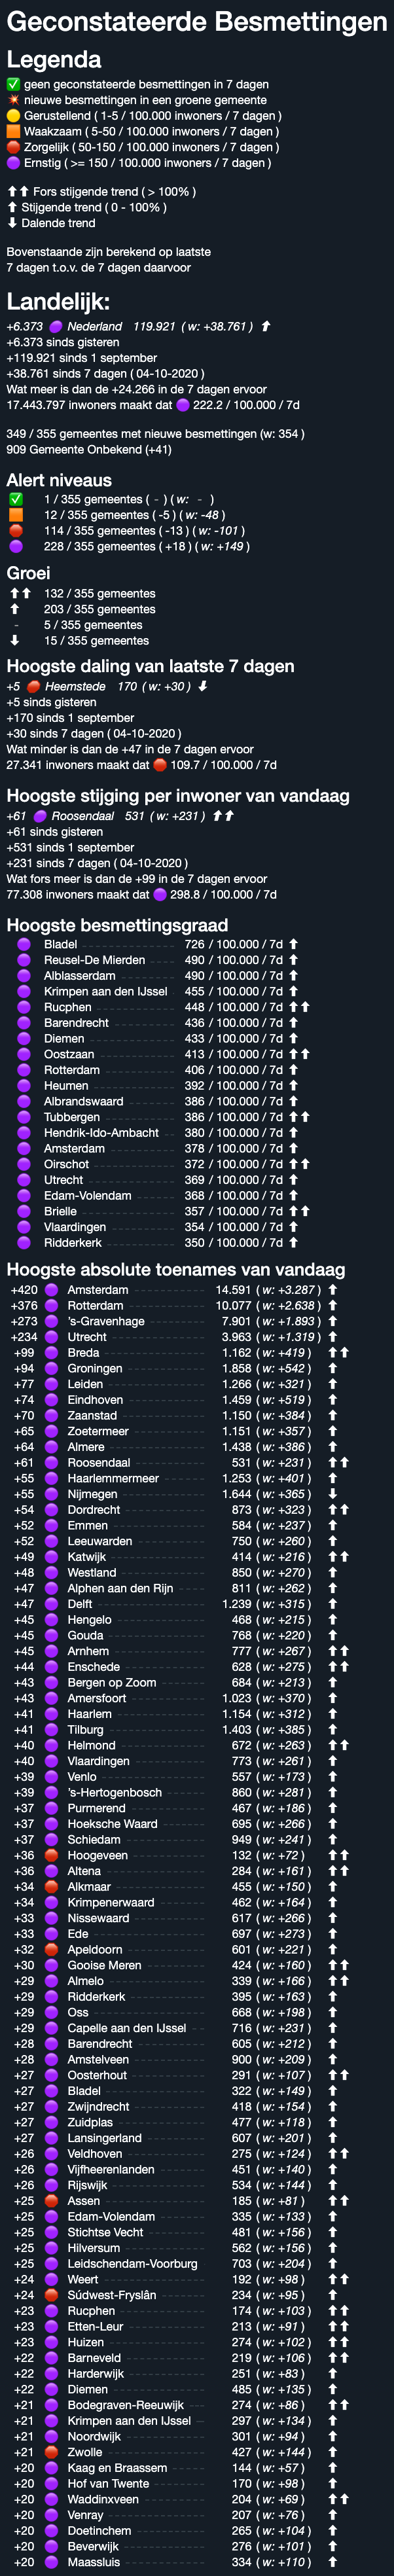 Geconstateerde Besmettingen
Legenda
✅ geen geconstateerde besmettingen in 7 dagen
💥 nieuwe besmettingen in een groene gemeente
🟡 Gerustellend ( 1-5 / 100.000 inwoners / 7 dagen )
🟧 Waakzaam ( 5-50 / 100.000 inwoners / 7 dagen )
🔴 Zorgelijk ( 50-150 / 100.000 inwoners / 7 dagen )
🟣 Ernstig ( >= 150 / 100.000 inwoners / 7 dagen )
⬆⬆ Fors stijgende trend ( > 100% )
⬆ Stijgende trend ( 0 - 100% )
⬇ Dalende trend
Bovenstaande zijn berekend op laatste
7 dagen t.o.v. de 7 dagen daarvoor
Landelijk:
+6.373 🟣 Nederland 119.921 ( w: +38.761 ) ⬆
+6.373 sinds gisteren
+119.921 sinds 1 september
+38.761 sinds 7 dagen ( 04-10-2020 )
Wat meer is dan de +24.266 in de 7 dagen ervoor
17.443.797 inwoners maakt dat 🟣 222.2 / 100.000 / 7d
349 / 355 gemeentes met nieuwe besmettingen (w: 354 )
909 Gemeente Onbekend (+41)
Alert niveaus
✅ 1 / 355 gemeentes ( - ) ( w: - )
🟧 12 / 355 gemeentes ( -5 ) ( w: -48 )
🔴 114 / 355 gemeentes ( -13 ) ( w: -101 )
🟣 228 / 355 gemeentes ( +18 ) ( w: +149 )
Groei
⬆⬆ 132 / 355 gemeentes
⬆ 203 / 355 gemeentes
- 5 / 355 gemeentes
⬇ 15 / 355 gemeentes
Hoogste daling van laatste 7 dagen
+5 🔴 Heemstede 170 ( w: +30 ) ⬇
+5 sinds gisteren
+170 sinds 1 september
+30 sinds 7 dagen ( 04-10-2020 )
Wat minder is dan de +47 in de 7 dagen ervoor
27.341 inwoners maakt dat 🔴 109.7 / 100.000 / 7d
Hoogste stijging per inwoner van vandaag
+61 🟣 Roosendaal 531 ( w: +231 ) ⬆⬆
+61 sinds gisteren
+531 sinds 1 september
+231 sinds 7 dagen ( 04-10-2020 )
Wat fors meer is dan de +99 in de 7 dagen ervoor
77.308 inwoners maakt dat 🟣 298.8 / 100.000 / 7d
Hoogste besmettingsgraad
🟣 Bladel 726 / 100.000 / 7d ⬆
🟣 Reusel-De Mierden 490 / 100.000 / 7d ⬆
🟣 Alblasserdam 490 / 100.000 / 7d ⬆
🟣 Krimpen aan den IJssel 455 / 100.000 / 7d ⬆
🟣 Rucphen 448 / 100.000 / 7d ⬆⬆
🟣 Barendrecht 436 / 100.000 / 7d ⬆
🟣 Diemen 433 / 100.000 / 7d ⬆
🟣 Oostzaan 413 / 100.000 / 7d ⬆⬆
🟣 Rotterdam 406 / 100.000 / 7d ⬆
🟣 Heumen 392 / 100.000 / 7d ⬆
🟣 Albrandswaard 386 / 100.000 / 7d ⬆
🟣 Tubbergen 386 / 100.000 / 7d ⬆⬆
🟣 Hendrik-Ido-Ambacht 380 / 100.000 / 7d ⬆
🟣 Amsterdam 378 / 100.000 / 7d ⬆
🟣 Oirschot 372 / 100.000 / 7d ⬆⬆
🟣 Utrecht 369 / 100.000 / 7d ⬆
🟣 Edam-Volendam 368 / 100.000 / 7d ⬆
🟣 Brielle 357 / 100.000 / 7d ⬆⬆
🟣 Vlaardingen 354 / 100.000 / 7d ⬆
🟣 Ridderkerk 350 / 100.000 / 7d ⬆
Hoogste absolute toenames van vandaag
+420 🟣 Amsterdam 14.591 ( w: +3.287 ) ⬆
+376 🟣 Rotterdam 10.077 ( w: +2.638 ) ⬆
+273 🟣 's-Gravenhage 7.901 ( w: +1.893 ) ⬆
+234 🟣 Utrecht 3.963 ( w: +1.319 ) ⬆
+99 🟣 Breda 1.162 ( w: +419 ) ⬆⬆
+94 🟣 Groningen 1.858 ( w: +542 ) ⬆
+77 🟣 Leiden 1.266 ( w: +321 ) ⬆
+74 🟣 Eindhoven 1.459 ( w: +519 ) ⬆
+70 🟣 Zaanstad 1.150 ( w: +384 ) ⬆
+65 🟣 Zoetermeer 1.151 ( w: +357 ) ⬆
+64 🟣 Almere 1.438 ( w: +386 ) ⬆
+61 🟣 Roosendaal 531 ( w: +231 ) ⬆⬆
+55 🟣 Haarlemmermeer 1.253 ( w: +401 ) ⬆
+55 🟣 Nijmegen 1.644 ( w: +365 ) ⬇
+54 🟣 Dordrecht 873 ( w: +323 ) ⬆⬆
+52 🟣 Emmen 584 ( w: +237 ) ⬆
+52 🟣 Leeuwarden 750 ( w: +260 ) ⬆
+49 🟣 Katwijk 414 ( w: +216 ) ⬆⬆
+48 🟣 Westland 850 ( w: +270 ) ⬆
+47 🟣 Alphen aan den Rijn 811 ( w: +262 ) ⬆
+47 🟣 Delft 1.239 ( w: +315 ) ⬆
+45 🟣 Hengelo 468 ( w: +215 ) ⬆
+45 🟣 Gouda 768 ( w: +220 ) ⬆
+45 🟣 Arnhem 777 ( w: +267 ) ⬆⬆
+44 🟣 Enschede 628 ( w: +275 ) ⬆⬆
+43 🟣 Bergen op Zoom 684 ( w: +213 ) ⬆
+43 🟣 Amersfoort 1.023 ( w: +370 ) ⬆
+41 🟣 Haarlem 1.154 ( w: +312 ) ⬆
+41 🟣 Tilburg 1.403 ( w: +385 ) ⬆
+40 🟣 Helmond 672 ( w: +263 ) ⬆⬆
+40 🟣 Vlaardingen 773 ( w: +261 ) ⬆
+39 🟣 Venlo 557 ( w: +173 ) ⬆
+39 🟣 's-Hertogenbosch 860 ( w: +281 ) ⬆
+37 🟣 Purmerend 467 ( w: +186 ) ⬆
+37 🟣 Hoeksche Waard 695 ( w: +266 ) ⬆
+37 🟣 Schiedam 949 ( w: +241 ) ⬆
+36 🔴 Hoogeveen 132 ( w: +72 ) ⬆⬆
+36 🟣 Altena 284 ( w: +161 ) ⬆⬆
+34 🔴 Alkmaar 455 ( w: +150 ) ⬆
+34 🟣 Krimpenerwaard 462 ( w: +164 ) ⬆
+33 🟣 Nissewaard 617 ( w: +266 ) ⬆
+33 🟣 Ede 697 ( w: +273 ) ⬆
+32 🔴 Apeldoorn 601 ( w: +221 ) ⬆
+30 🟣 Gooise Meren 424 ( w: +160 ) ⬆⬆
+29 🟣 Almelo 339 ( w: +166 ) ⬆⬆
+29 🟣 Ridderkerk 395 ( w: +163 ) ⬆
+29 🟣 Oss 668 ( w: +198 ) ⬆
+29 🟣 Capelle aan den IJssel 716 ( w: +231 ) ⬆
+28 🟣 Barendrecht 605 ( w: +212 ) ⬆
+28 🟣 Amstelveen 900 ( w: +209 ) ⬆
+27 🟣 Oosterhout 291 ( w: +107 ) ⬆⬆
+27 🟣 Bladel 322 ( w: +149 ) ⬆
+27 🟣 Zwijndrecht 418 ( w: +154 ) ⬆
+27 🟣 Zuidplas 477 ( w: +118 ) ⬆
+27 🟣 Lansingerland 607 ( w: +201 ) ⬆
+26 🟣 Veldhoven 275 ( w: +124 ) ⬆⬆
+26 🟣 Vijfheerenlanden 451 ( w: +140 ) ⬆
+26 🟣 Rijswijk 534 ( w: +144 ) ⬆
+25 🔴 Assen 185 ( w: +81 ) ⬆⬆
+25 🟣 Edam-Volendam 335 ( w: +133 ) ⬆
+25 🟣 Stichtse Vecht 481 ( w: +156 ) ⬆
+25 🟣 Hilversum 562 ( w: +156 ) ⬆
+25 🟣 Leidschendam-Voorburg 703 ( w: +204 ) ⬆
+24 🟣 Weert 192 ( w: +98 ) ⬆⬆
+24 🔴 Súdwest-Fryslân 234 ( w: +95 ) ⬆
+23 🟣 Rucphen 174 ( w: +103 ) ⬆⬆
+23 🟣 Etten-Leur 213 ( w: +91 ) ⬆⬆
+23 🟣 Huizen 274 ( w: +102 ) ⬆⬆
+22 🟣 Barneveld 219 ( w: +106 ) ⬆⬆
+22 🟣 Harderwijk 251 ( w: +83 ) ⬆
+22 🟣 Diemen 485 ( w: +135 ) ⬆
+21 🟣 Bodegraven-Reeuwijk 274 ( w: +86 ) ⬆⬆
+21 🟣 Krimpen aan den IJssel 297 ( w: +134 ) ⬆
+21 🟣 Noordwijk 301 ( w: +94 ) ⬆
+21 🔴 Zwolle 427 ( w: +144 ) ⬆
+20 🟣 Kaag en Braassem 144 ( w: +57 ) ⬆
+20 🟣 Hof van Twente 170 ( w: +98 ) ⬆
+20 🟣 Waddinxveen 204 ( w: +69 ) ⬆⬆
+20 🟣 Venray 207 ( w: +76 ) ⬆
+20 🟣 Doetinchem 265 ( w: +104 ) ⬆
+20 🟣 Beverwijk 276 ( w: +101 ) ⬆
+20 🟣 Maassluis 334 ( w: +110 ) ⬆